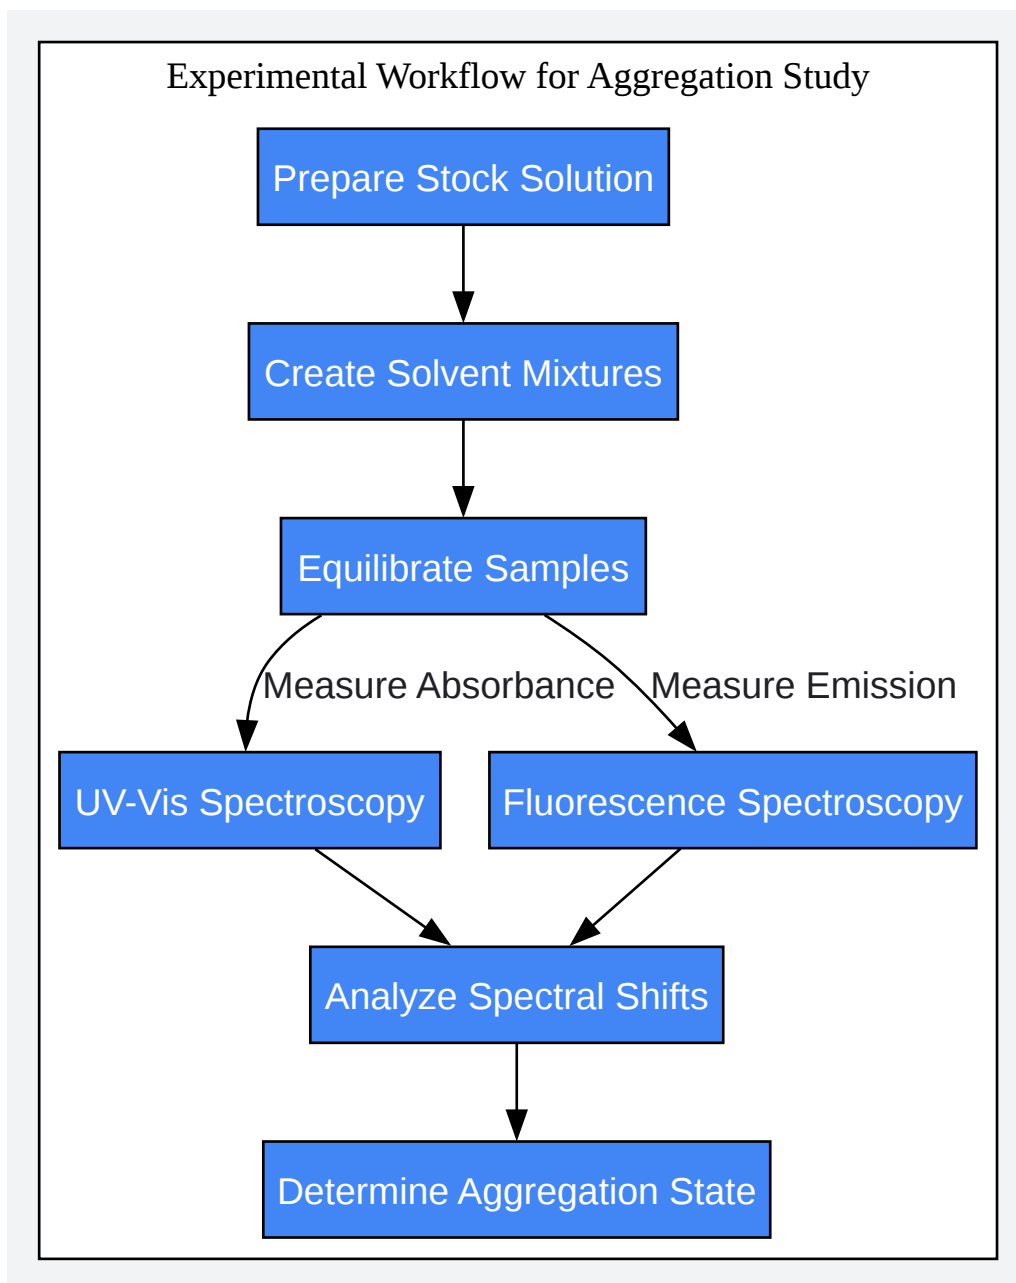 Experimental Workflow for Aggregation Study
Prepare Stock Solution
Create Solvent Mixtures
Equilibrate Samples
Measure Absorbance
Measure Emission
UV-Vis Spectroscopy
Fluorescence Spectroscopy
Analyze Spectral Shifts
Determine Aggregation State